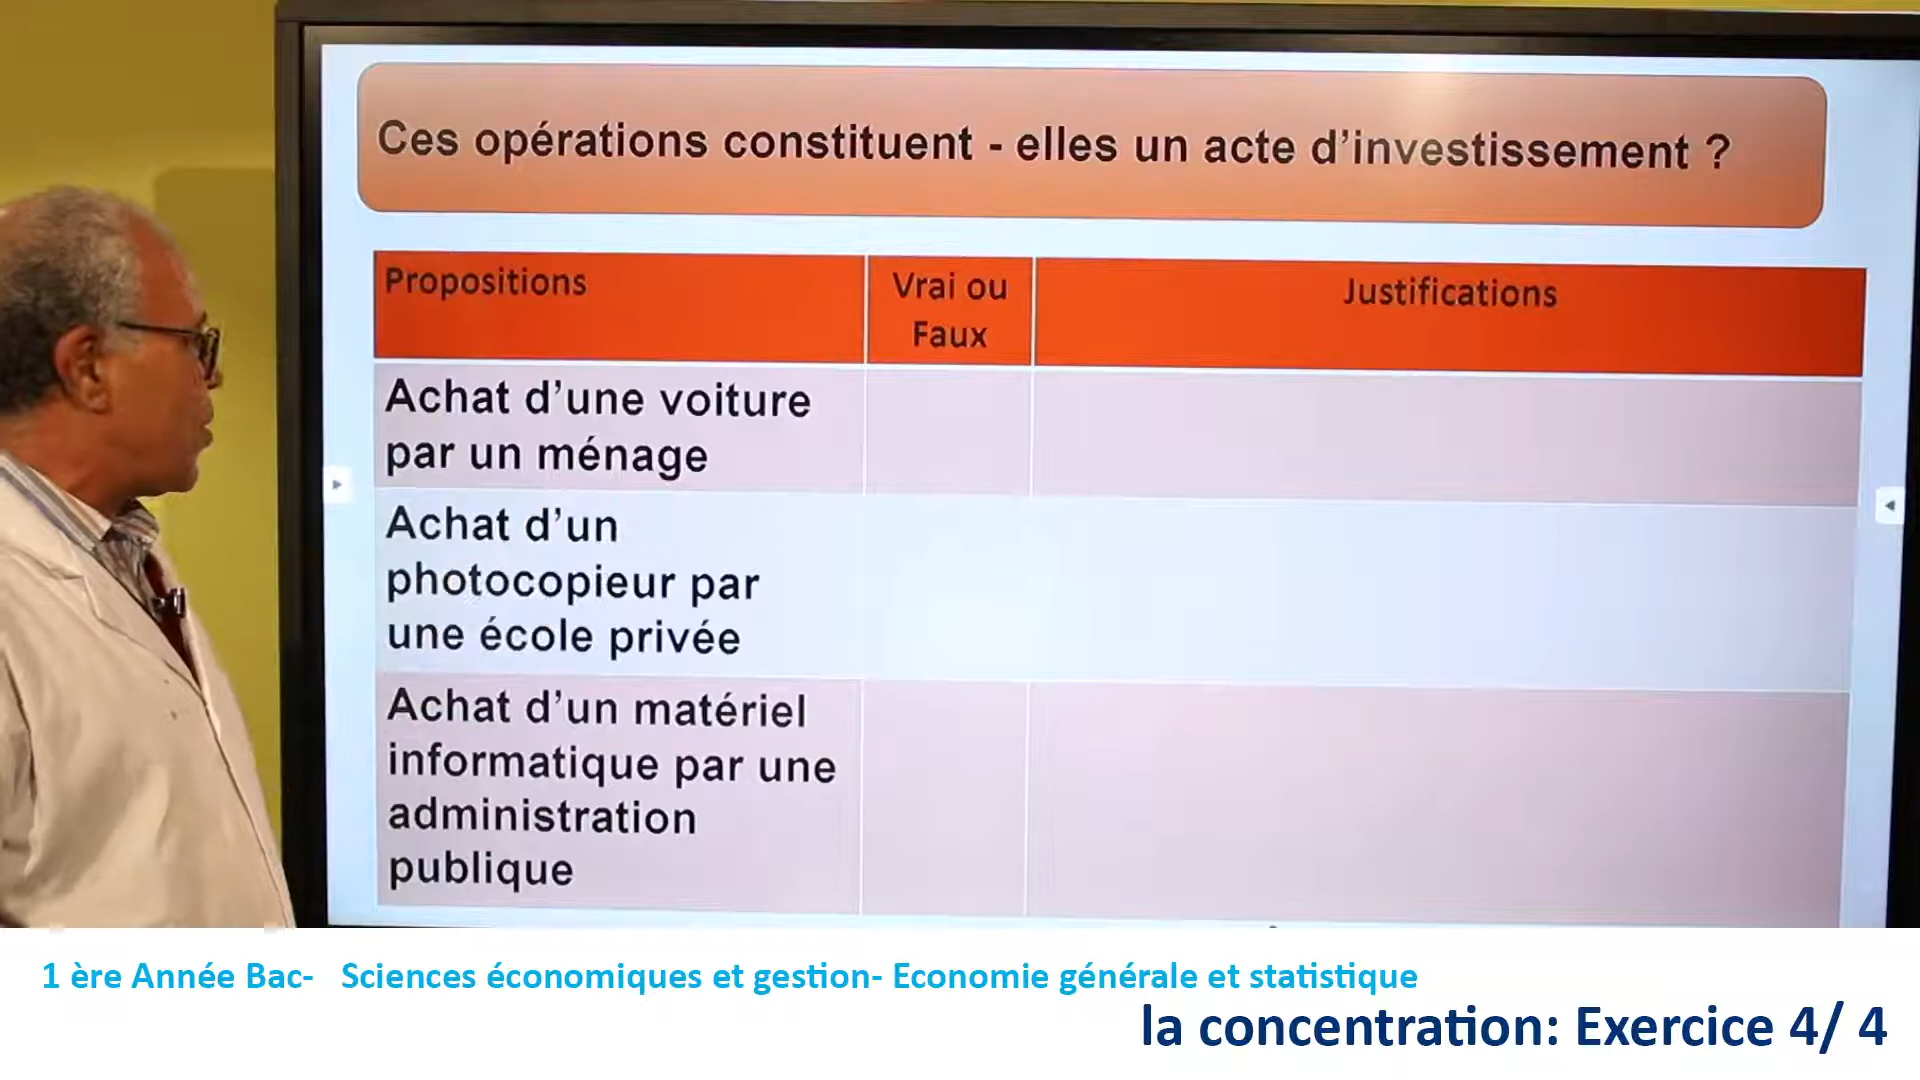 Ces opérations constituent - elles un acte d’investissement ?
Propositions
Vrai ou
Faux
Justifications
Achat d’une voiture
par un ménage
Achat d’un
photocopieur par
une école privée
Achat d’un matériel
informatique par une
administration
publique
1 ère Année Bac- Sciences économiques et gestion- Economie générale et statistique
la concentration: Exercice 4/ 4